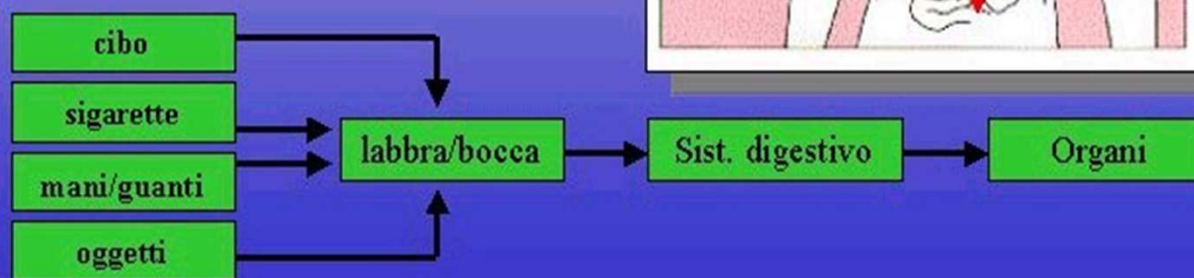 cibo
sigarette
mani/guanti
oggetti
labbra/bocca
Sist. digestivo
Organi